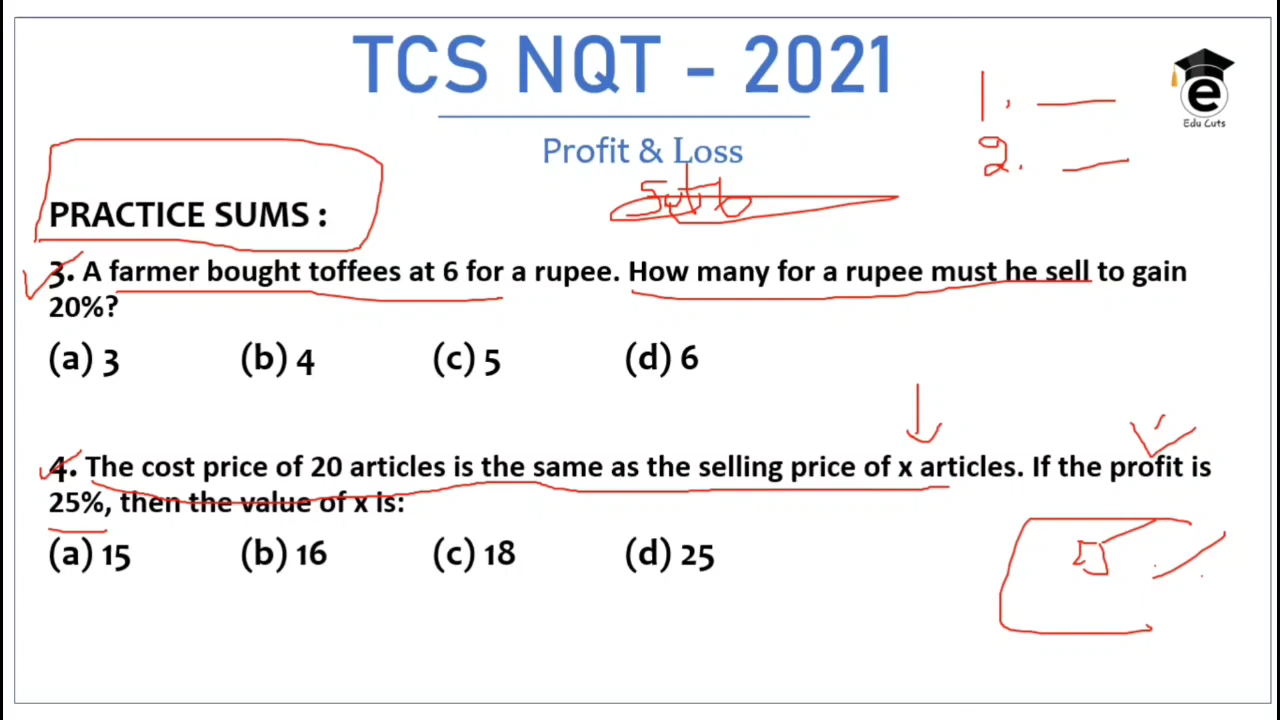 TCS NQT - 2021
1.
2.
e
Edu Cuts
Profit & Loss
PRACTICE SUMS :
3. A farmer bought toffees at 6 for a rupee. How many for a rupee must he sell to gain
20%?
(a) 3 (b) 4 (c) 5 (d) 6
4. The cost price of 20 articles is the same as the selling price of x articles. If the profit is
25%, then the value of x is:
(a) 15 (b) 16 (c) 18 (d) 25